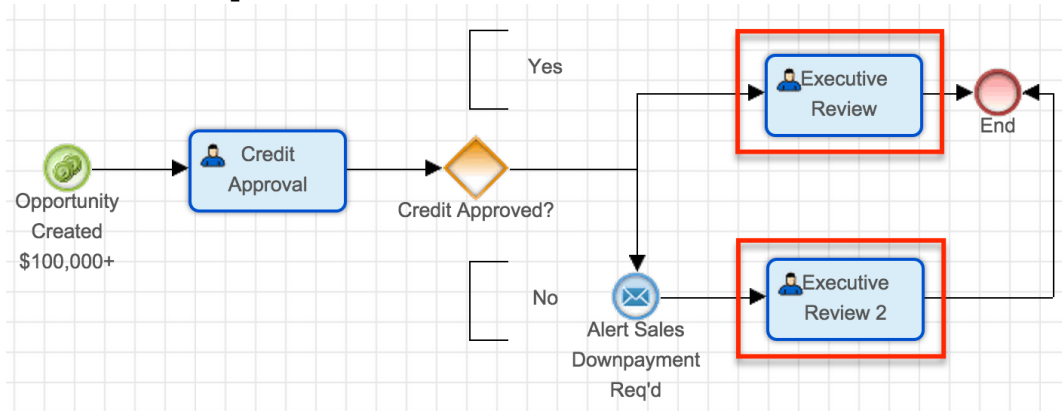 Yes
Executive
Review
End
Credit
Approval
Opportunity
Created
$100,000+
Credit Approved?
No
Executive
Review 2
Alert Sales
Downpayment
Req'd